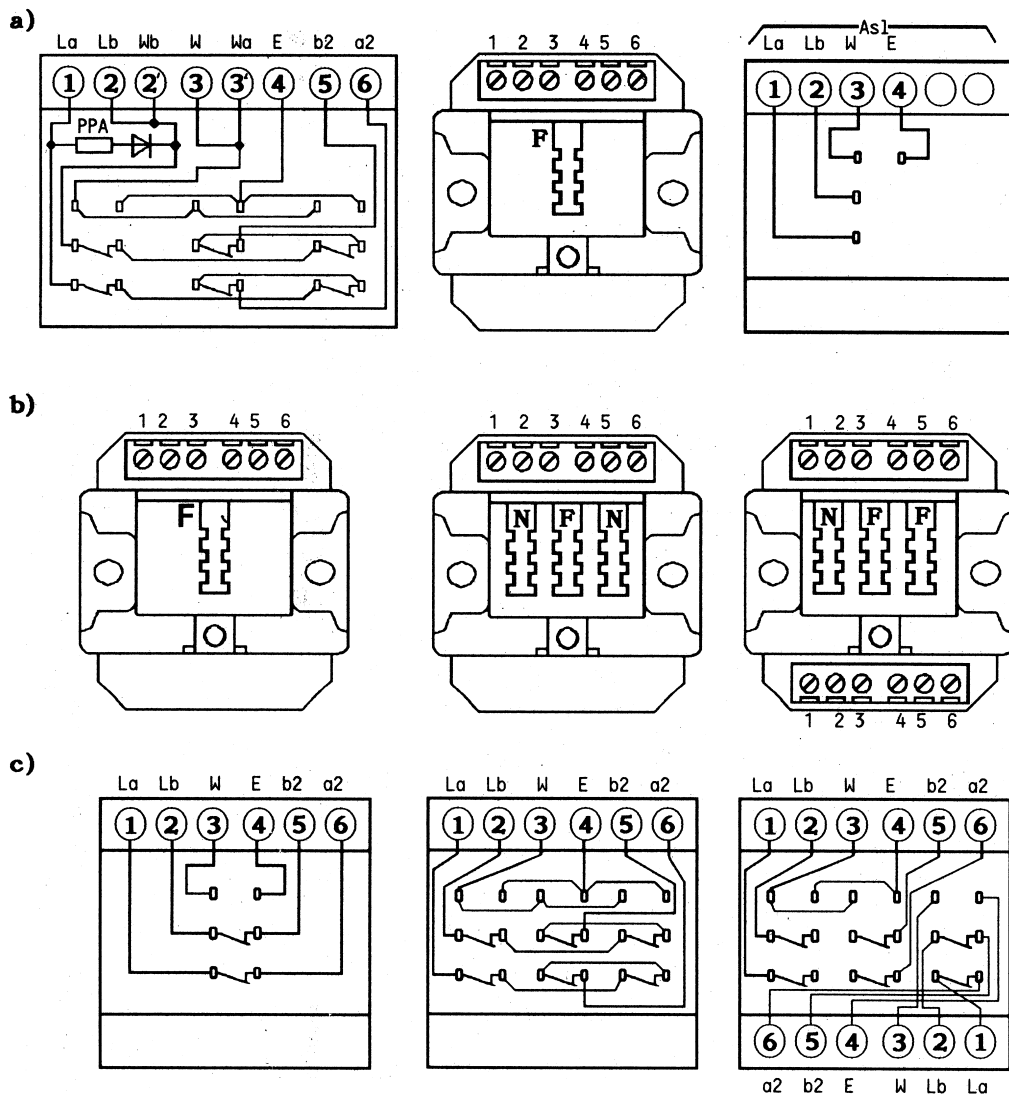 a)
La Lb Wb W Wa E b2 a2
1 2 2' 3 3' 4 5 6
PPA
1 2 3 4 5 6
F
Asl
La Lb W E
1 2 3 4
b)
1 2 3 4 5 6
F
1 2 3 4 5 6
N F N
1 2 3 4 5 6
N F F
1 2 3 4 5 6
c)
La Lb W E b2 a2
1 2 3 4 5 6
La Lb W E b2 a2
1 2 3 4 5 6
La Lb W E b2 a2
1 2 3 4 5 6
6 5 4 3 2 1
a2 b2 E W Lb La